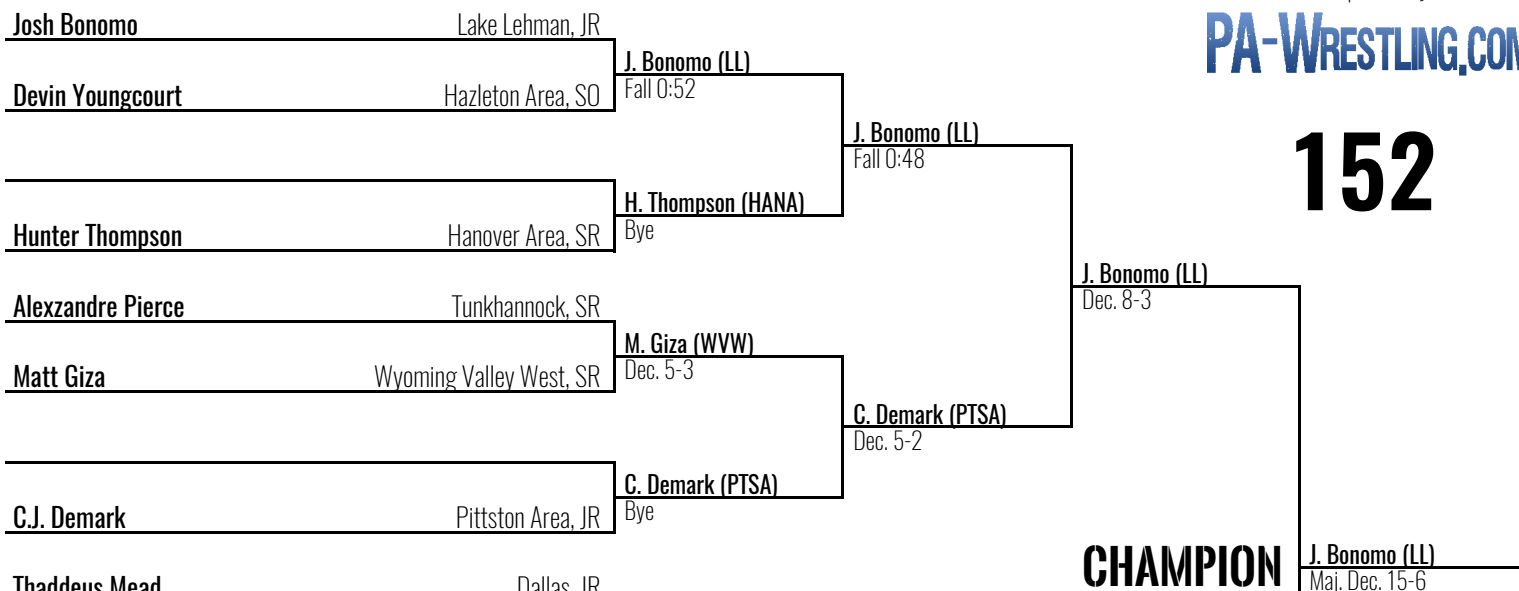 Josh Bonomo Lake Lehman, JR
J. Bonomo (LL)
Fall 0:52
Devin Youngcourt Hazleton Area, SO
J. Bonomo (LL)
Fall 0:48
H. Thompson (HANA)
Bye
Hunter Thompson Hanover Area, SR
J. Bonomo (LL)
Dec. 8-3
Alexzandre Pierce Tunkhannock, SR
M. Giza (WVW)
Dec. 5-3
Matt Giza Wyoming Valley West, SR
C. Demark (PTSA)
Dec. 5-2
C. Demark (PTSA)
Bye
C.J. Demark Pittston Area, JR
CHAMPION
J. Bonomo (LL)
Maj. Dec. 15-6
Thaddeus Mead Dallas, JR
PA-WRESTLING.COM
152